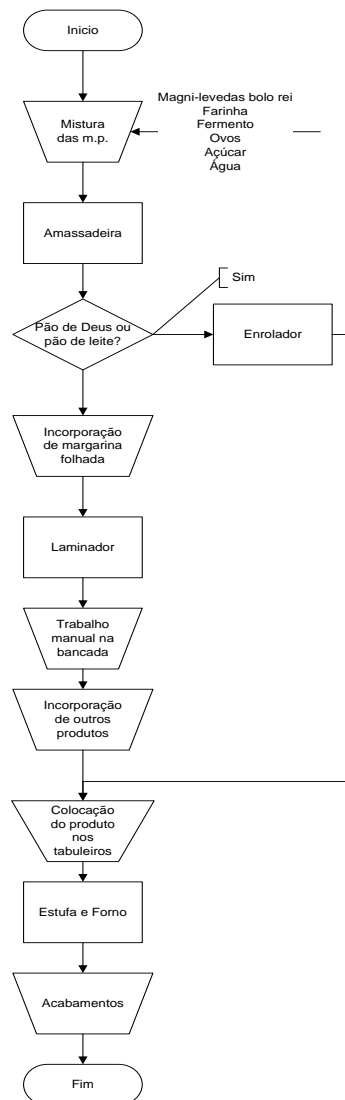 Inicio
Mistura
das m.p.
Magni-levedas bolo rei
Farinha
Fermento
Ovos
Açúcar
Água
Amassadeira
Sim
Pão de Deus ou
pão de leite?
Enrolador
Incorporação
de margarina
folhada
Laminador
Trabalho
manual na
bancada
Incorporação
de outros
produtos
Colocação
do produto
nos
tabuleiros
Estufa e Forno
Acabamentos
Fim